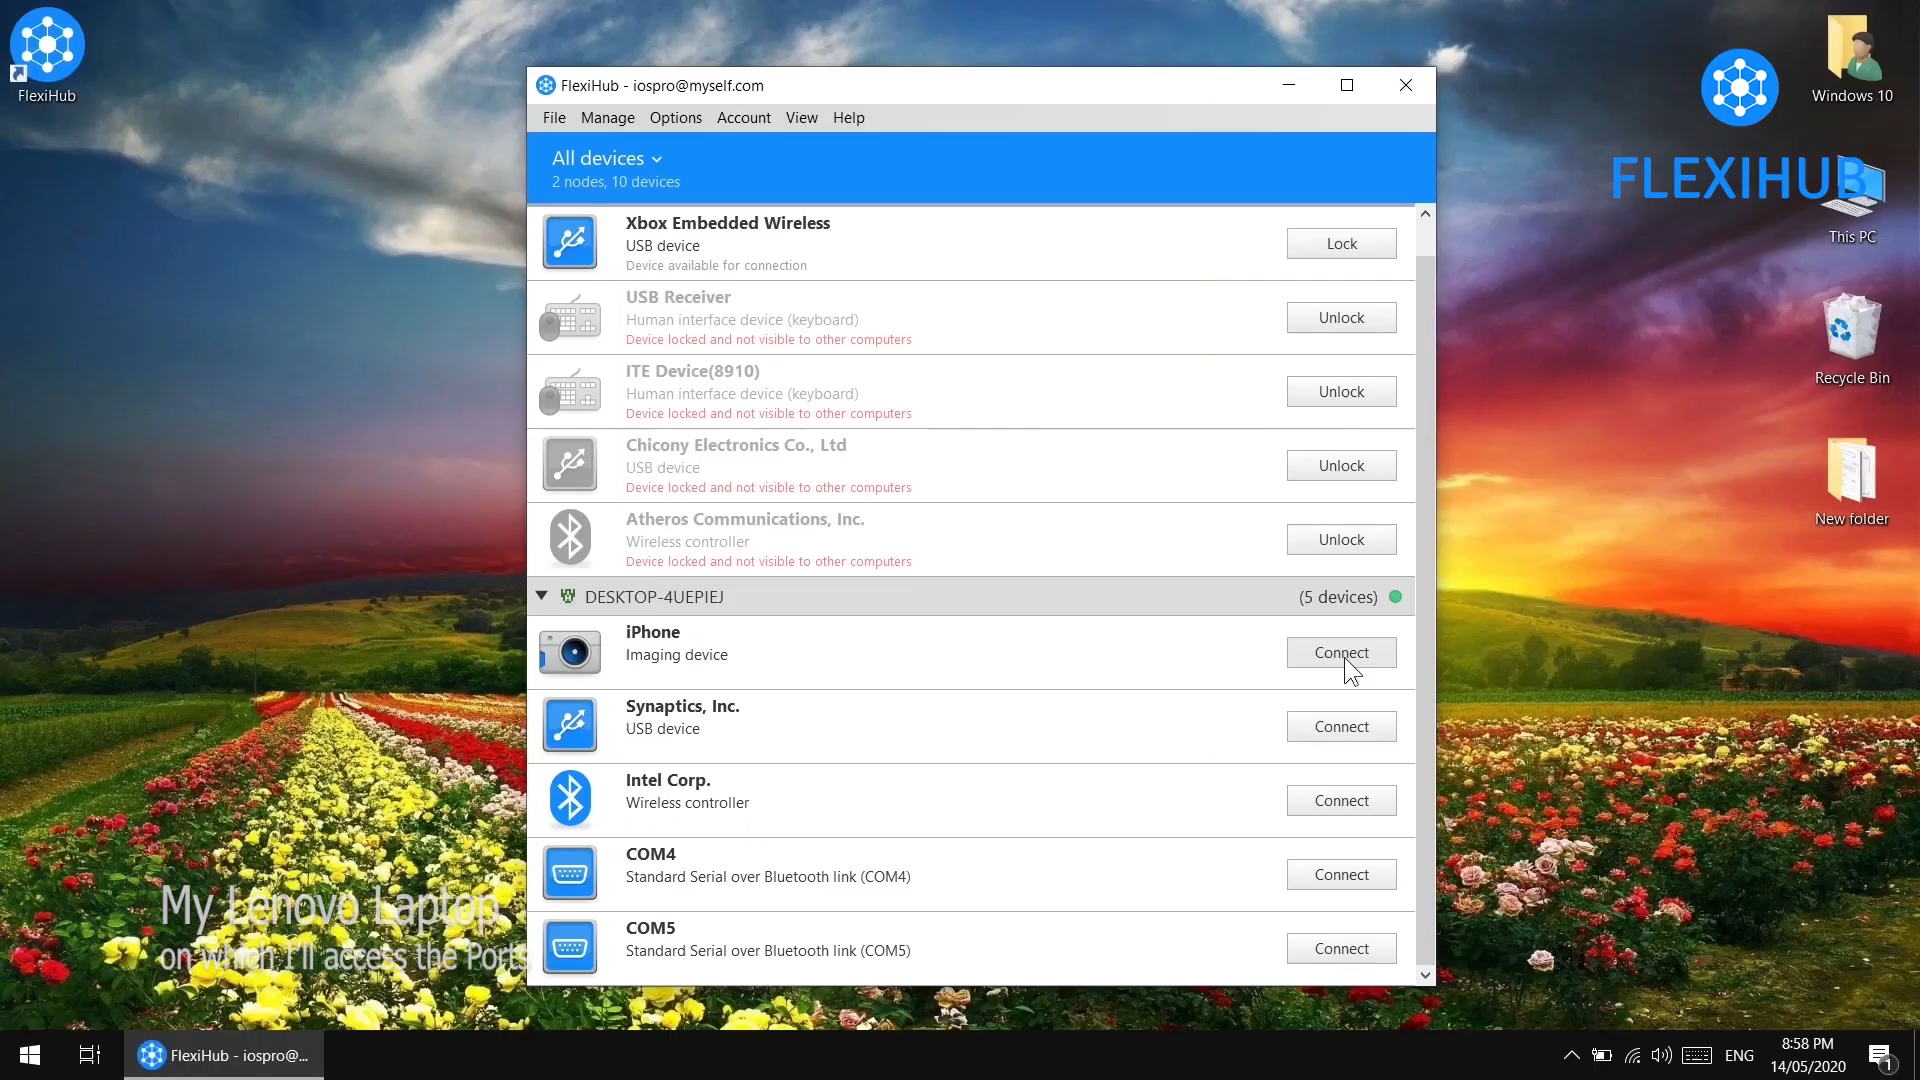 FlexiHub
FlexiHub - iospro@myself.com
File Manage Options Account View Help
All devices
2 nodes, 10 devices
Xbox Embedded Wireless
USB device
Device available for connection
Lock
USB Receiver
Human interface device (keyboard)
Device locked and not visible to other computers
Unlock
ITE Device(8910)
Human interface device (keyboard)
Device locked and not visible to other computers
Unlock
Chicony Electronics Co., Ltd
USB device
Device locked and not visible to other computers
Unlock
Atheros Communications, Inc.
Wireless controller
Device locked and not visible to other computers
Unlock
DESKTOP-4UEPIEJ
(5 devices)
iPhone
Imaging device
Connect
Synaptics, Inc.
USB device
Connect
Intel Corp.
Wireless controller
Connect
COM4
Standard Serial over Bluetooth link (COM4)
Connect
COM5
Standard Serial over Bluetooth link (COM5)
Connect
Windows 10
FLEXIHUB
This PC
Recycle Bin
New folder
My Lenovo Laptop
on which I'll access the Ports
FlexiHub - iospro@...
ENG
8:58 PM
14/05/2020
1